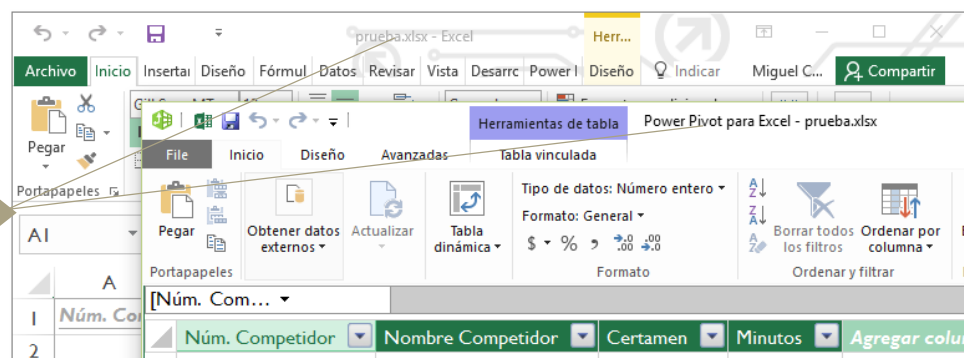 prueba.xlsx - Excel
Herr...
Archivo Inicio Insertar Diseño Fórmul Datos Revisar Vista Desarrc Power Diseño Indicar Miguel C... Compartir
Pegar
Portapapeles
A1
A
1 Núm. Co
2
Herramientas de tabla Power Pivot para Excel - prueba.xlsx
File Inicio Diseño Avanzadas Tabla vinculada
Pegar
Portapapeles
Obtener datos
externos
Actualizar
Tabla
dinámica
Tipo de datos: Número entero
Formato: General
$ % , .00 .00
Formato
Borrar todos
los filtros
Ordenar por
columna
Ordenar y filtrar
[Núm. Com...
Núm. Competidor Nombre Competidor Certamen Minutos Agregar colu